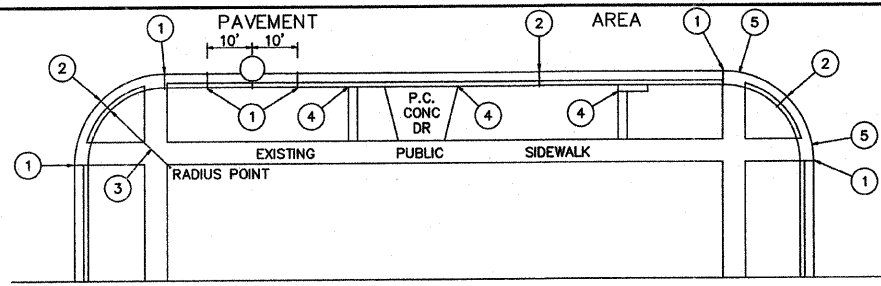 PAVEMENT AREA
10' 10'
1 1 5
2 2 2
1 4 P.C. 4 4
CONC
DR
5
EXISTING PUBLIC SIDEWALK
1 3 RADIUS POINT 1